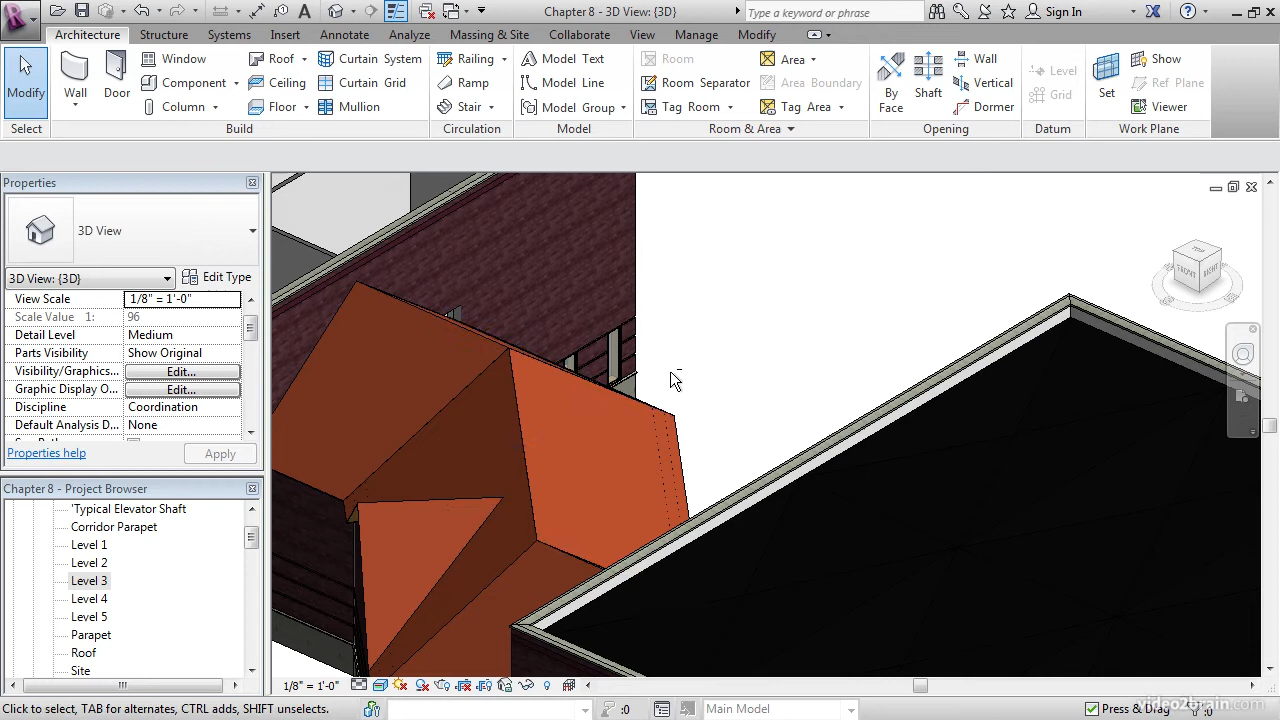 Chapter 8 - 3D View: {3D}
Type a keyword or phrase
Sign In
Architecture Structure Systems Insert Annotate Analyze Massing & Site Collaborate View Manage Modify
Modify
Wall
Door
Window
Component
Column
Roof
Ceiling
Floor
Curtain System
Curtain Grid
Mullion
Railing
Ramp
Stair
Model Text
Model Line
Model Group
Room
Room Separator
Tag Room
Area
Area Boundary
Tag Area
By
Face
Shaft
Wall
Vertical
Dormer
Level
Grid
Set
Show
Ref Plane
Viewer
Select Build Circulation Model Room & Area Opening Datum Work Plane
Properties
3D View
3D View: {3D}
Edit Type
View Scale 1/8" = 1'-0"
Scale Value 1: 96
Detail Level Medium
Parts Visibility Show Original
Visibility/Graphics... Edit...
Graphic Display O... Edit...
Discipline Coordination
Default Analysis D... None
Properties help
Apply
Chapter 8 - Project Browser
'Typical Elevator Shaft
Corridor Parapet
Level 1
Level 2
Level 3
Level 4
Level 5
Parapet
Roof
Site
TOP
FRONT
RIGHT
1/8" = 1'-0"
Click to select, TAB for alternates, CTRL adds, SHIFT unselects.
:0
Main Model
Press & Drag
:0
video2brain.com